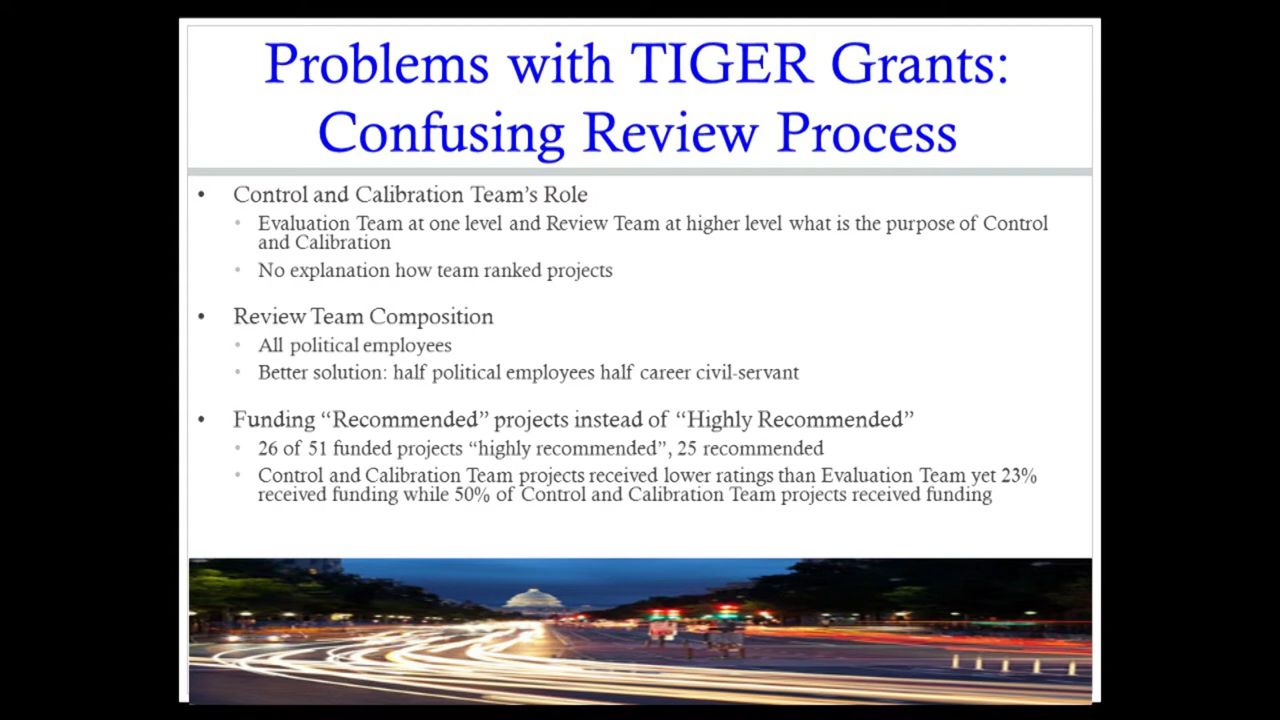 Problems with TIGER Grants:
Confusing Review Process
• Control and Calibration Team's Role
• Evaluation Team at one level and Review Team at higher level what is the purpose of Control
and Calibration
• No explanation how team ranked projects
• Review Team Composition
• All political employees
• Better solution: half political employees half career civil-servant
• Funding “Recommended” projects instead of “Highly Recommended”
• 26 of 51 funded projects “highly recommended”, 25 recommended
• Control and Calibration Team projects received lower ratings than Evaluation Team yet 23%
received funding while 50% of Control and Calibration Team projects received funding